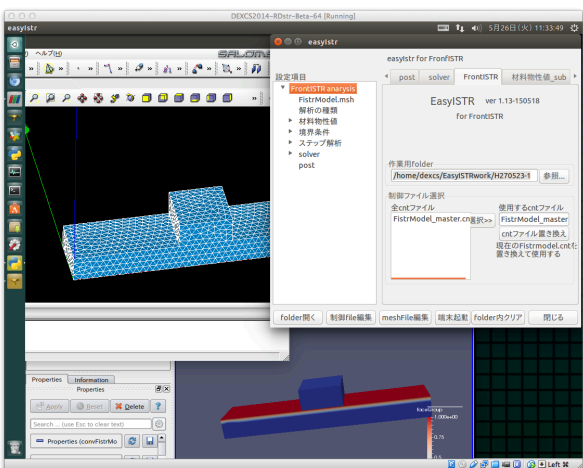 DEXCS2014-RDstr-Beta-64 [Running]
easyistr
5月26日(火) 11:33:49
ヘルプ(H)
easyistr
easyistr for FronfISTR
設定項目
post solver FrontISTR 材料物性値_sub
FrontISTR anarysis
FistrModel.msh
解析の種類
材料物性値
境界条件
ステップ解析
solver
post
EasyISTR ver 1.13-150518
for FrontISTR
作業用folder
/home/dexcs/EasyISTRwork/H270523-1
参照...
制御ファイル選択
全cntファイル
使用するcntファイル
FistrModel_master.cn
選択>>
FistrModel_master
cntファイル置き換え
現在のFistrmodel.cntを
置き換えて使用する
folder開く 制御file編集 meshFile編集 端末起動 folder内クリア 閉じる
Properties Information
Properties
Apply Reset Delete ?
Search ... (use Esc to clear text)
Properties (convFistrMo
faceGroup
1.000e+00
0.75
0.5
Left ⌘